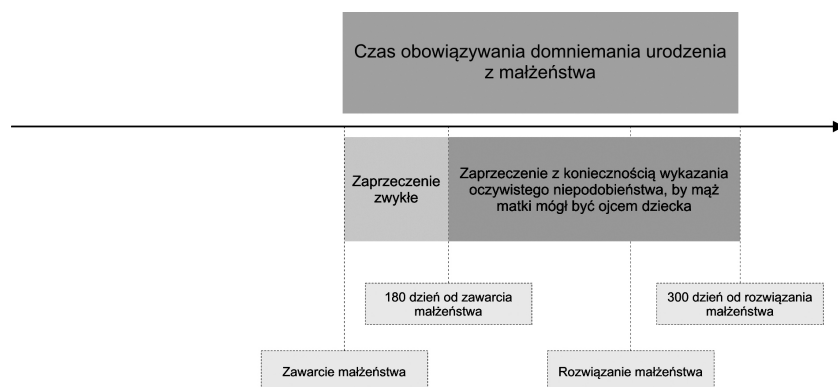 Czas obowiązywania domniemania urodzenia
z małżeństwa
Zaprzeczenie
zwykłe
Zaprzeczenie z koniecznością wykazania
oczywistego niepodobieństwa, by mąż
matki mógł być ojcem dziecka
180 dzień od zawarcia
małżeństwa
300 dzień od rozwiązania
małżeństwa
Zawarcie małżeństwa
Rozwiązanie małżeństwa